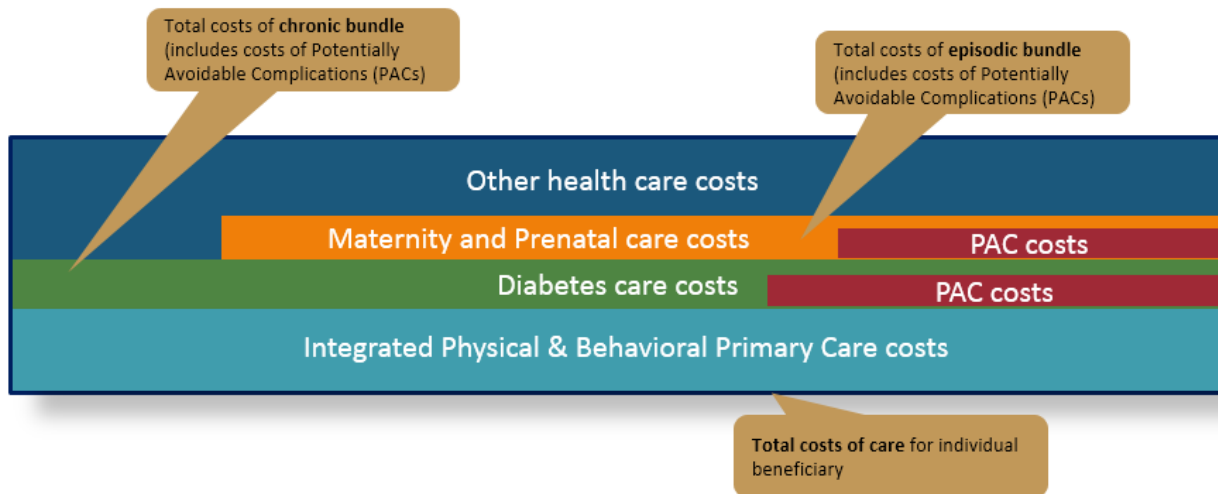 Total costs of chronic bundle
(includes costs of Potentially
Avoidable Complications (PACs)
Total costs of episodic bundle
(includes costs of Potentially
Avoidable Complications (PACs)
Other health care costs
Maternity and Prenatal care costs
PAC costs
Diabetes care costs
PAC costs
Integrated Physical & Behavioral Primary Care costs
Total costs of care for individual
beneficiary